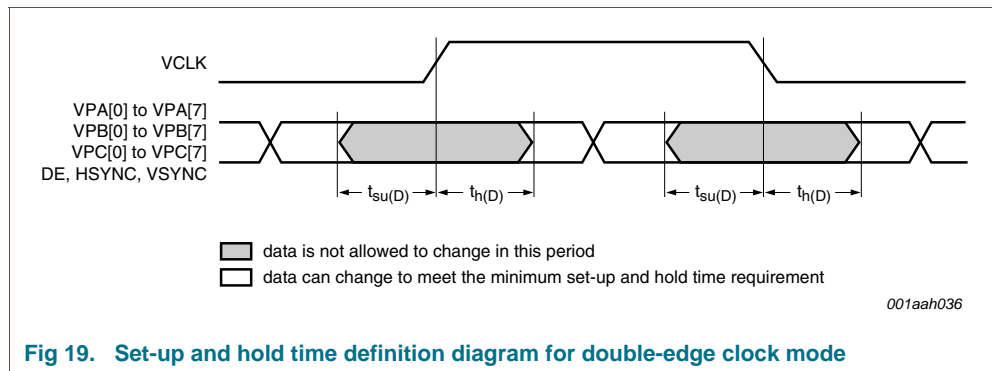 VCLK
VPA[0] to VPA[7]
VPB[0] to VPB[7]
VPC[0] to VPC[7]
DE, HSYNC, VSYNC
tsu(D) th(D) tsu(D) th(D)
data is not allowed to change in this period
data can change to meet the minimum set-up and hold time requirement
001aah036
Fig 19. Set-up and hold time definition diagram for double-edge clock mode